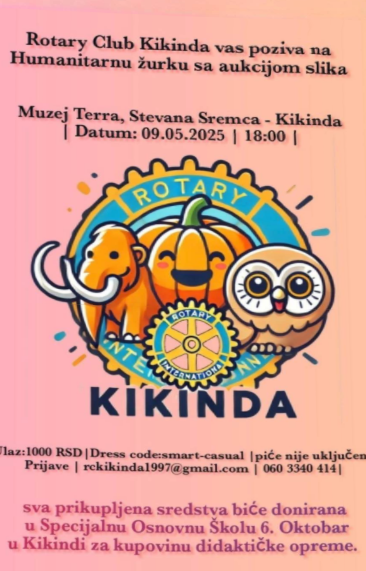 Rotary Club Kikinda vas poziva na
Humanitarnu žurku sa aukcijom slika
Muzej Terra, Stevana Sremca - Kikinda
| Datum: 09.05.2025 | 18:00 |
ROTARY
ROTARY
INTERNATIONAL
KIKINDA
Ulaz:1000 RSD|Dress code:smart-casual |piće nije uključen
Prijave | rckikinda1997@gmail.com | 060 3340 414|
sva prikupljena sredstva biće donirana
u Specijalnu Osnovnu Školu 6. Oktobar
u Kikindi za kupovinu didaktičke opreme.